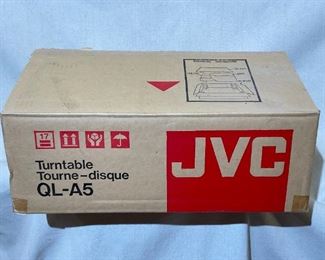 17
Turntable
Tourne-disque
QL-A5
JVC